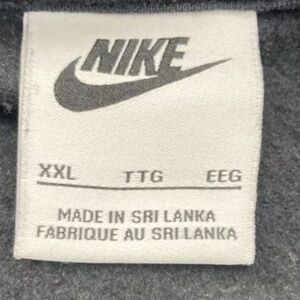 NIKE
XXL TTG EEG
MADE IN SRI LANKA
FABRIQUE AU SRI LANKA